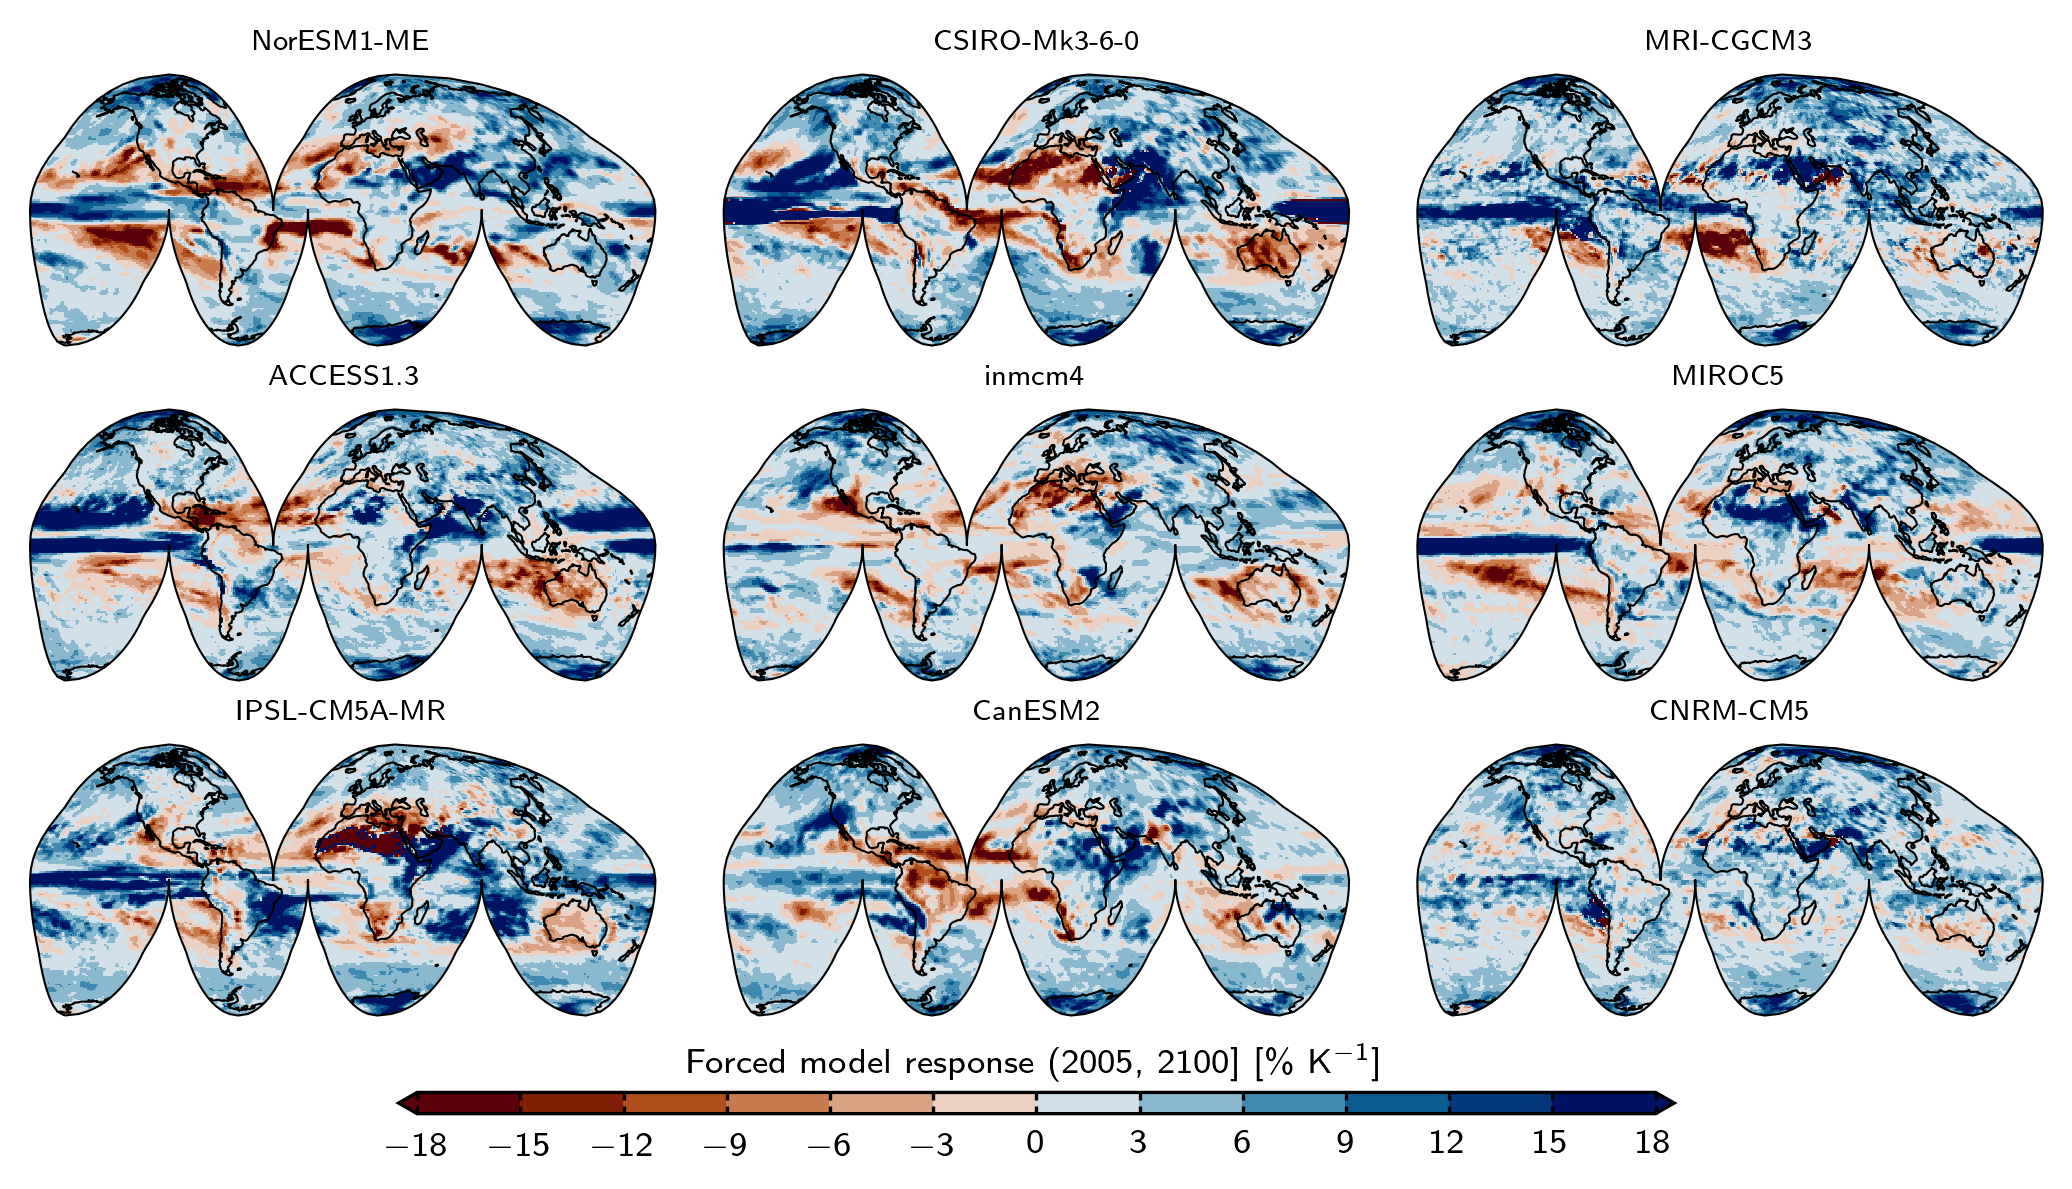 NorESM1-ME CSIRO-Mk3-6-0 MRI-CGCM3
ACCESS1.3 inmcm4 MIROC5
IPSL-CM5A-MR CanESM2 CNRM-CM5
Forced model response (2005, 2100] [% K⁻¹]
−18 −15 −12 −9 −6 −3 0 3 6 9 12 15 18